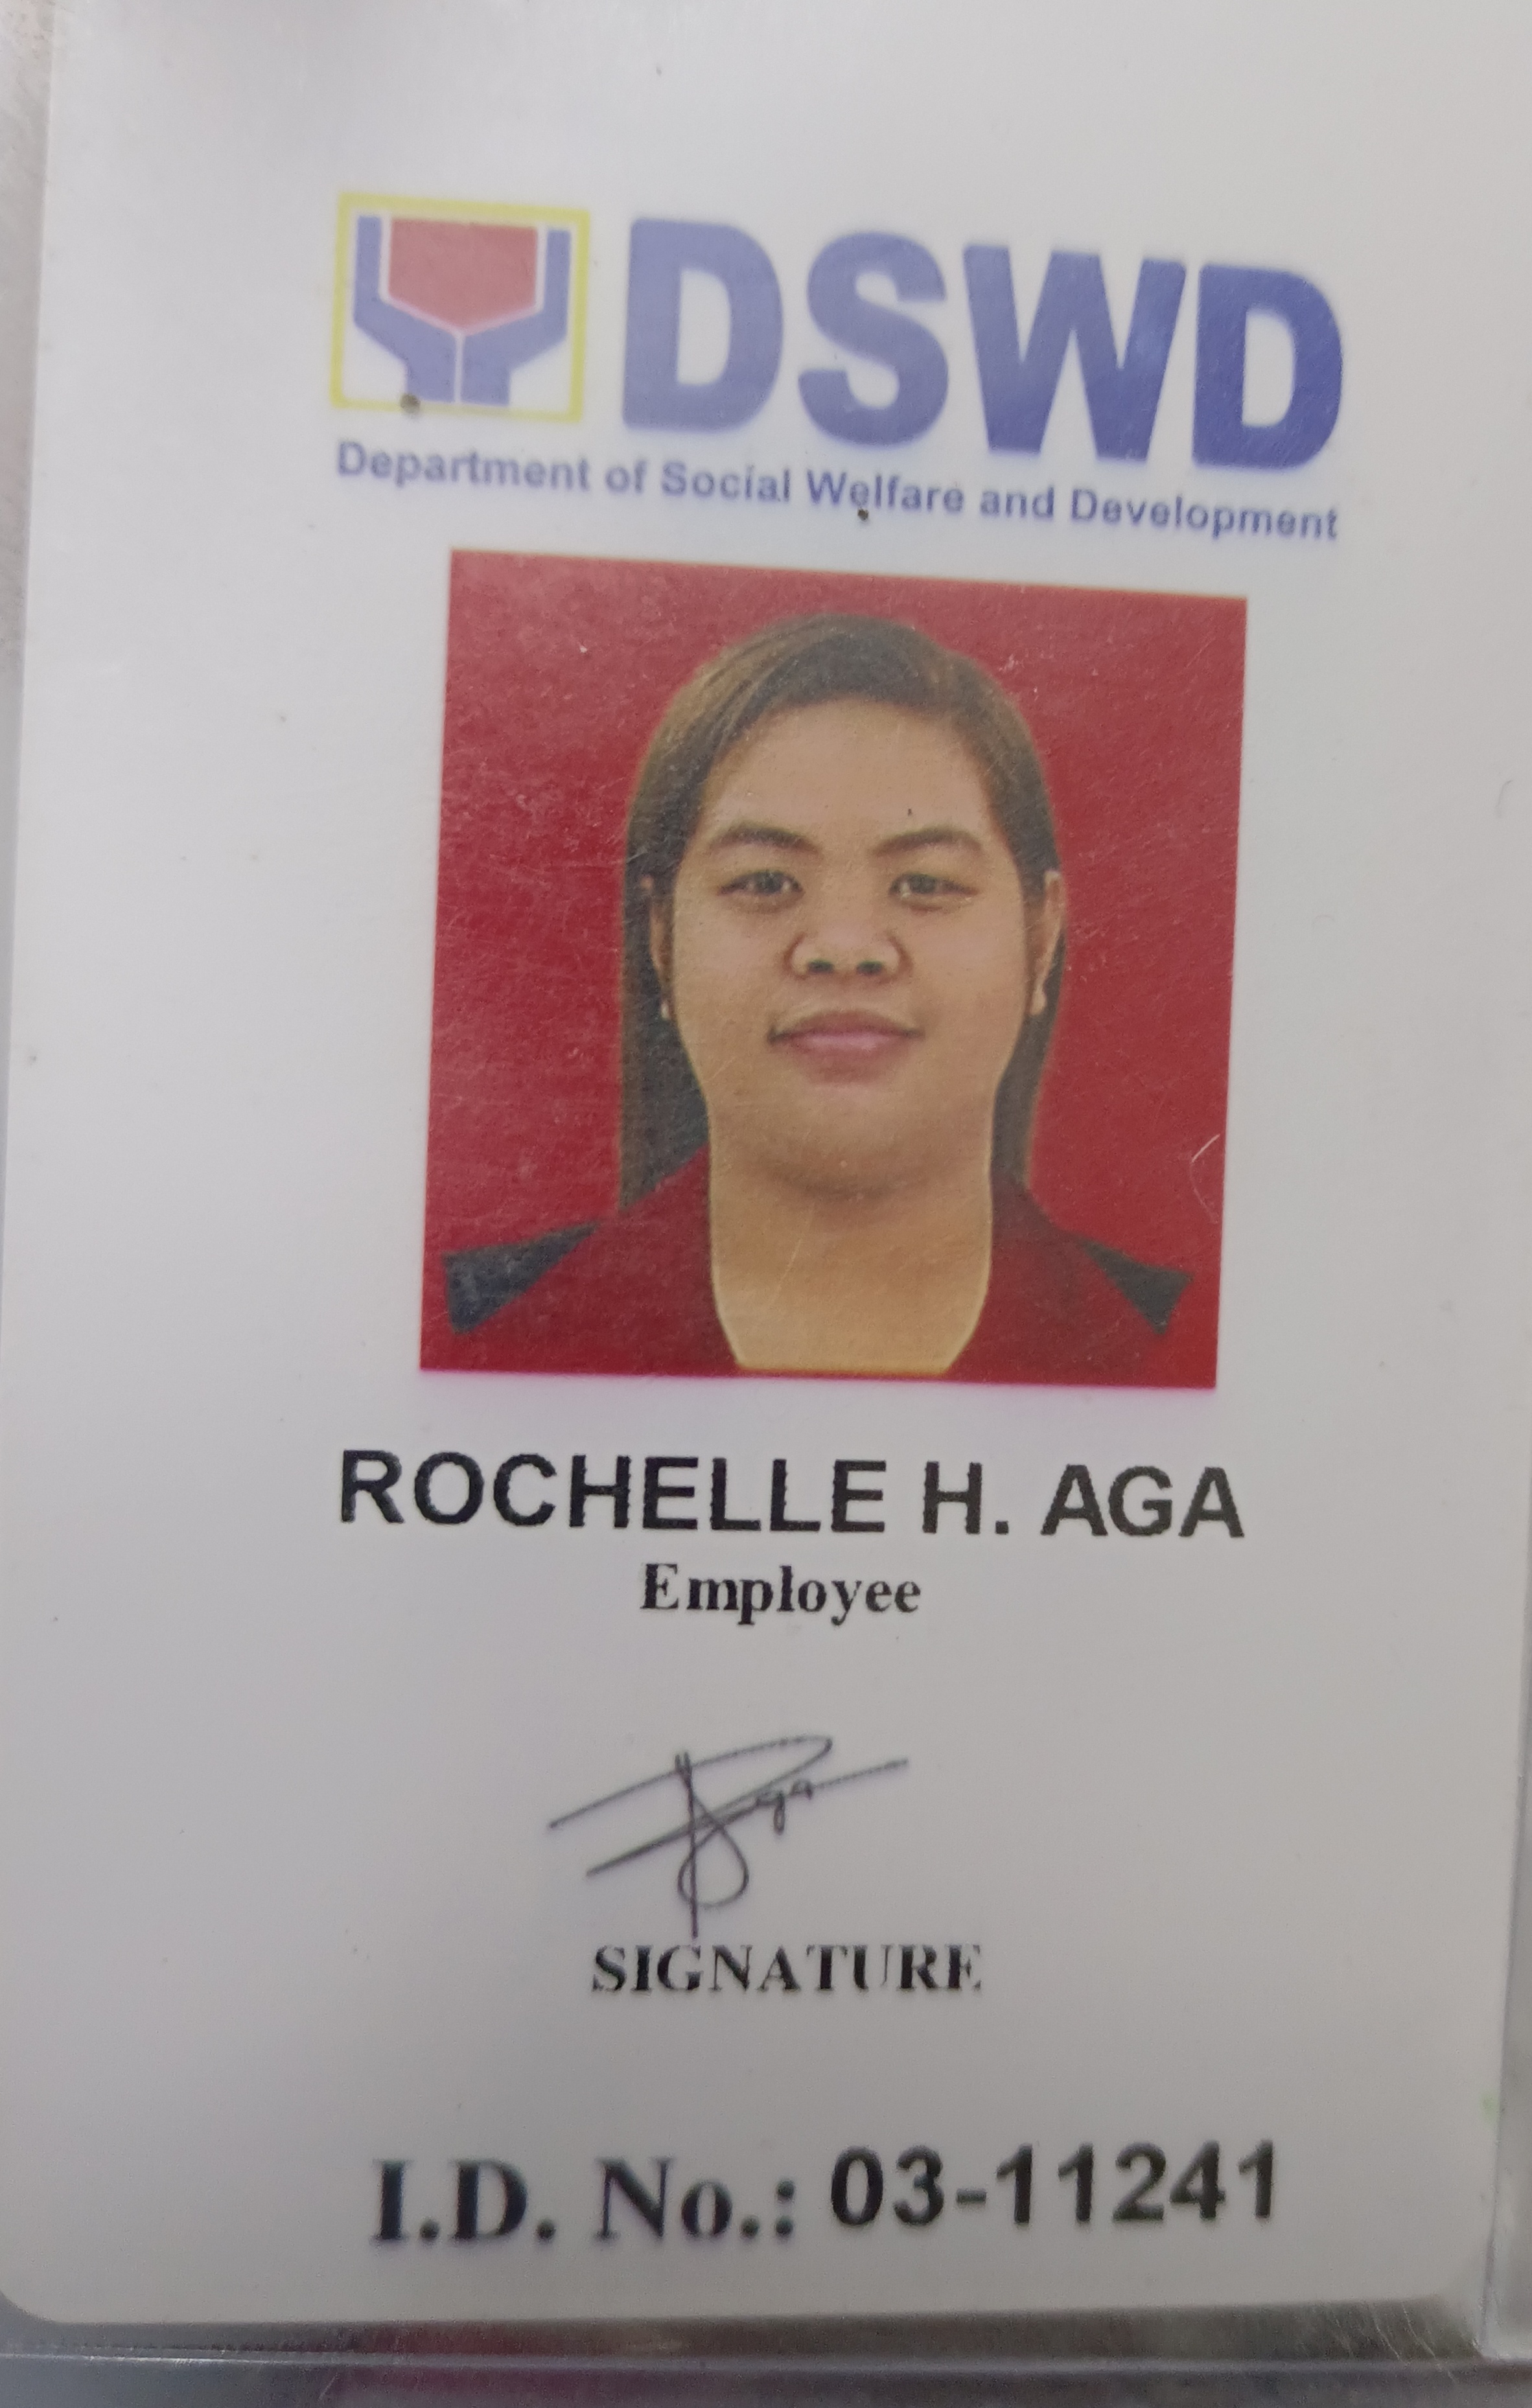 DSWD
Department of Social Welfare and Development
ROCHELLE H. AGA
Employee
Aga
SIGNATURE
I.D. No.: 03-11241